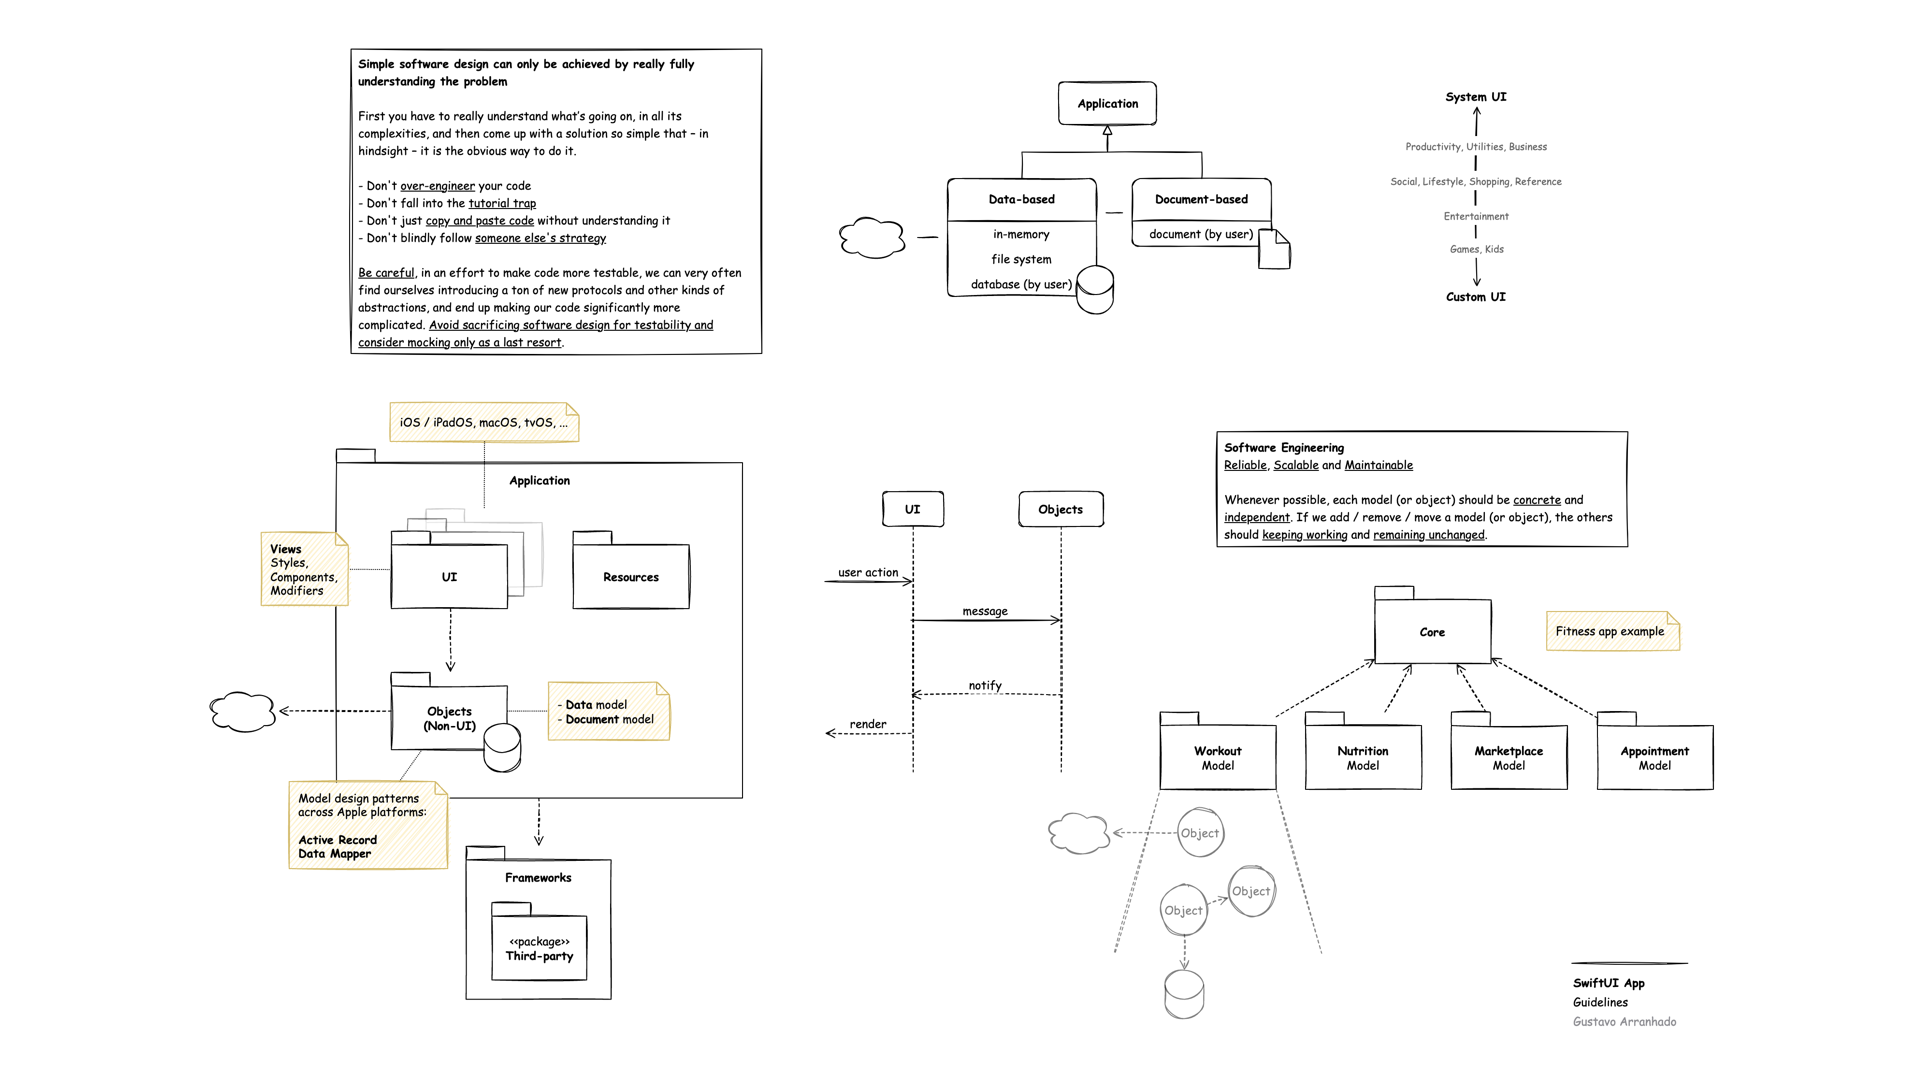 Simple software design can only be achieved by really fully
understanding the problem
First you have to really understand what's going on, in all its
complexities, and then come up with a solution so simple that – in
hindsight – it is the obvious way to do it.
- Don't over-engineer your code
- Don't fall into the tutorial trap
- Don't just copy and paste code without understanding it
- Don't blindly follow someone else's strategy
Be careful, in an effort to make code more testable, we can very often
find ourselves introducing a ton of new protocols and other kinds of
abstractions, and end up making our code significantly more
complicated. Avoid sacrificing software design for testability and
consider mocking only as a last resort.
Application
Data-based
in-memory
file system
database (by user)
Document-based
document (by user)
System UI
Productivity, Utilities, Business
Social, Lifestyle, Shopping, Reference
Entertainment
Games, Kids
Custom UI
iOS / iPadOS, macOS, tvOS, ...
Application
Views
Styles,
Components,
Modifiers
UI
Resources
Objects
(Non-UI)
- Data model
- Document model
Model design patterns
across Apple platforms:
Active Record
Data Mapper
Frameworks
<<package>>
Third-party
UI
Objects
user action
message
notify
render
Software Engineering
Reliable, Scalable and Maintainable
Whenever possible, each model (or object) should be concrete and
independent. If we add / remove / move a model (or object), the others
should keeping working and remaining unchanged.
Core
Fitness app example
Workout
Model
Nutrition
Model
Marketplace
Model
Appointment
Model
Object
Object
Object
SwiftUI App
Guidelines
Gustavo Arranhado